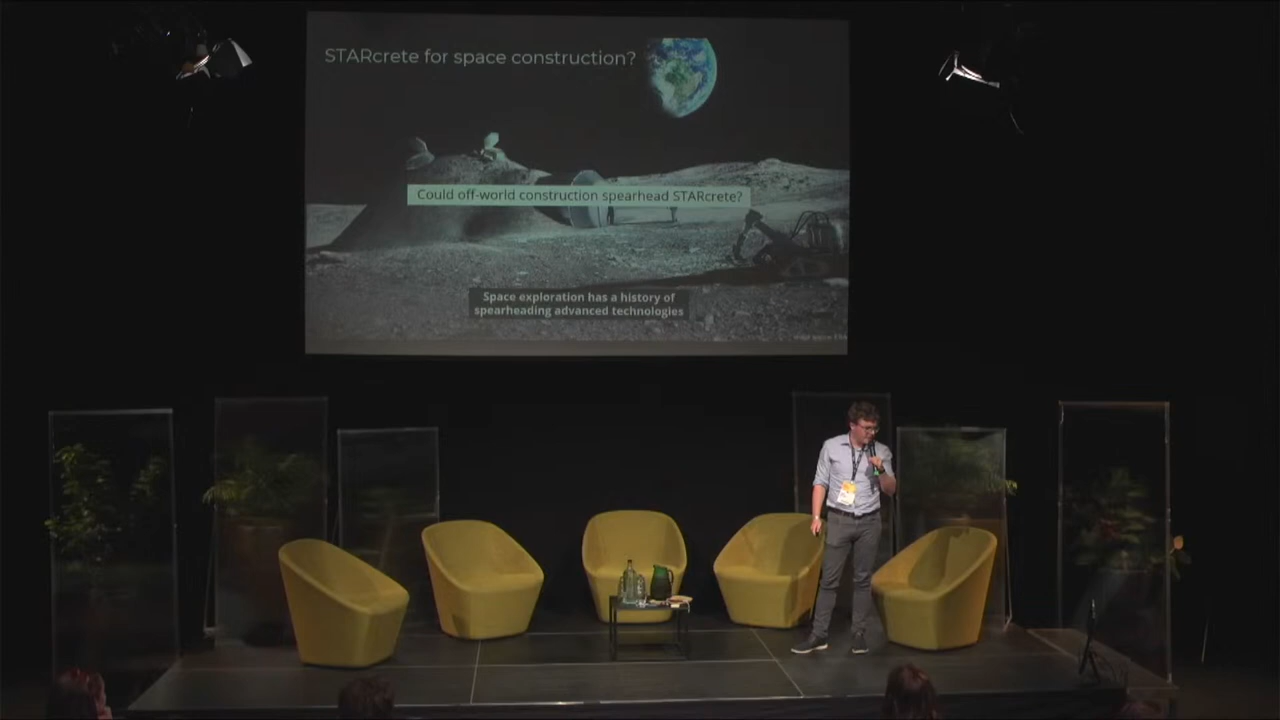 STARcrete for space construction?
Could off-world construction spearhead STARcrete?
Space exploration has a history of
spearheading advanced technologies